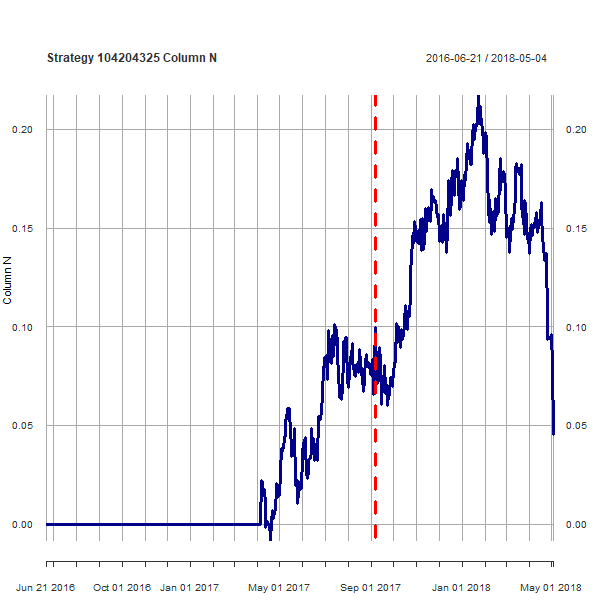 Strategy 104204325 Column N
2016-06-21 / 2018-05-04
0.20 0.20
0.15 0.15
0.10 0.10
0.05 0.05
0.00 0.00
Column N
Jun 21 2016 Oct 01 2016 Jan 01 2017 May 01 2017 Sep 01 2017 Jan 01 2018 May 01 2018